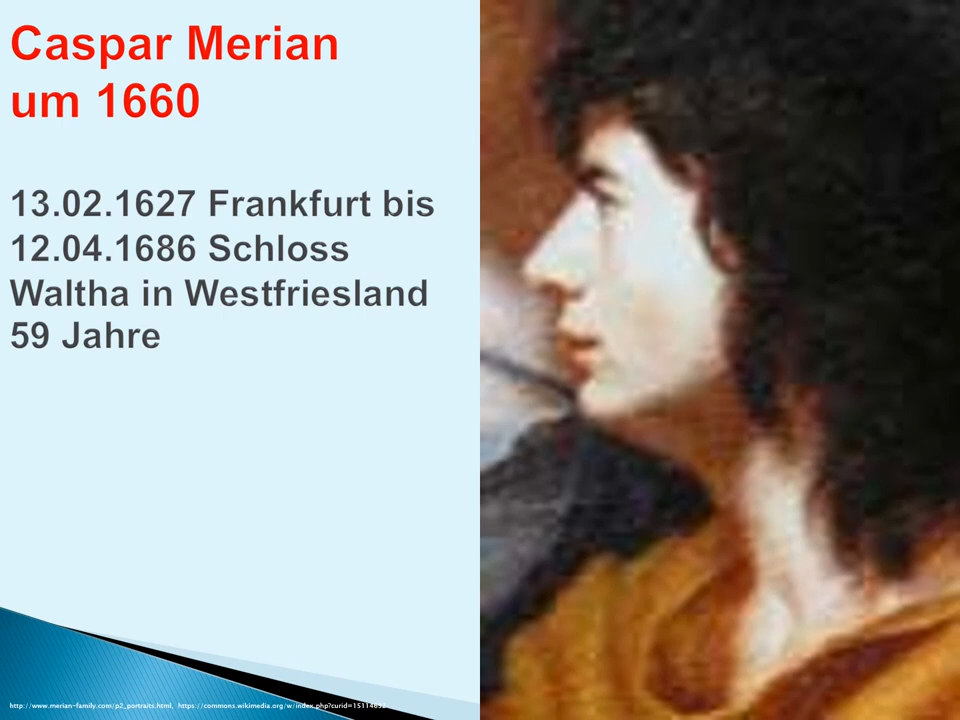 Caspar Merian
um 1660
13.02.1627 Frankfurt bis
12.04.1686 Schloss
Waltha in Westfriesland
59 Jahre
http://www.merian-family.com/p2_portraits.html, https://commons.wikimedia.org/w/index.php?curid=15114632